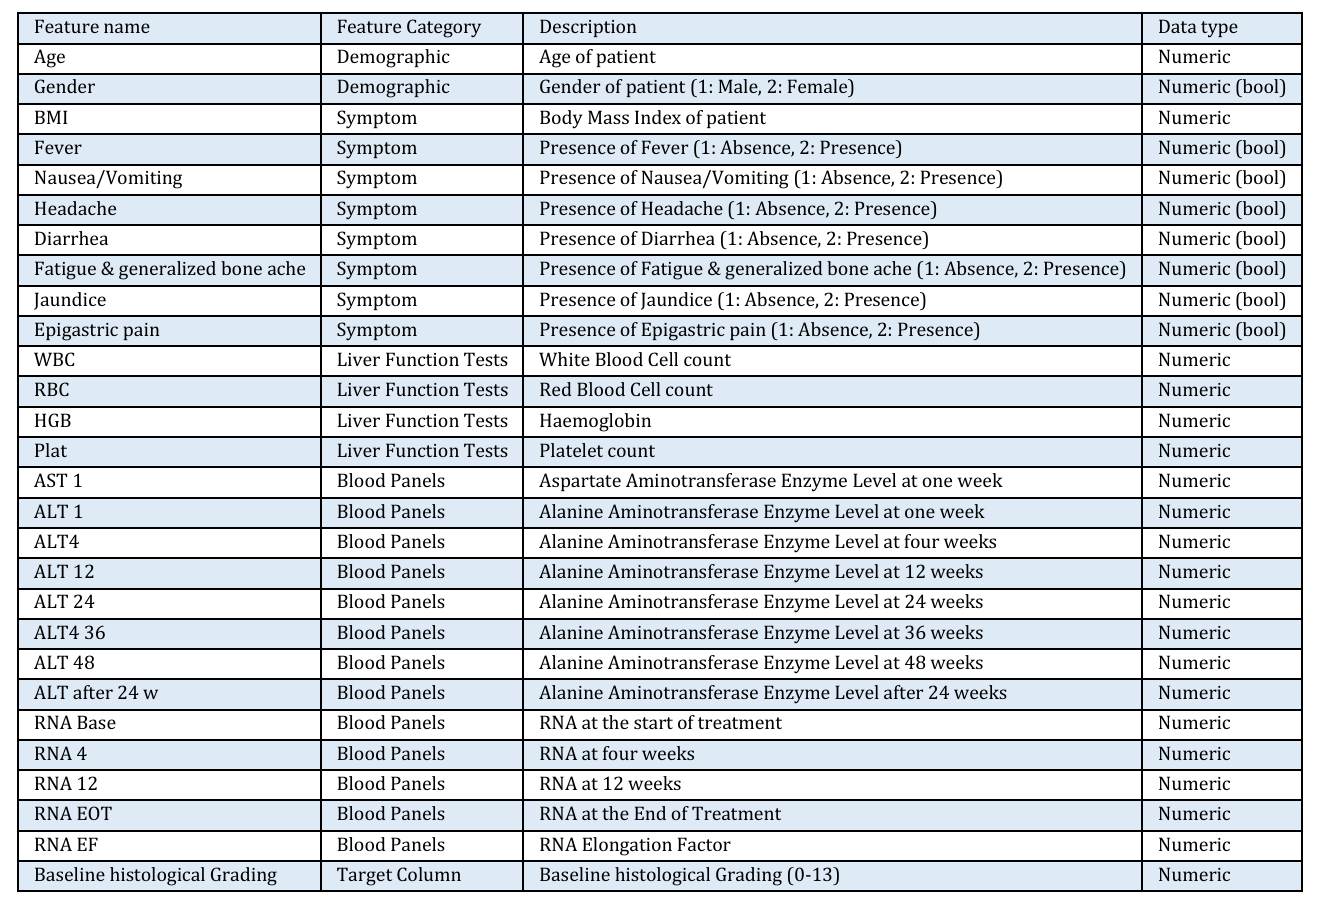 Feature name Feature Category Description Data type
Age Demographic Age of patient Numeric
Gender Demographic Gender of patient (1: Male, 2: Female) Numeric (bool)
BMI Symptom Body Mass Index of patient Numeric
Fever Symptom Presence of Fever (1: Absence, 2: Presence) Numeric (bool)
Nausea/Vomiting Symptom Presence of Nausea/Vomiting (1: Absence, 2: Presence) Numeric (bool)
Headache Symptom Presence of Headache (1: Absence, 2: Presence) Numeric (bool)
Diarrhea Symptom Presence of Diarrhea (1: Absence, 2: Presence) Numeric (bool)
Fatigue & generalized bone ache Symptom Presence of Fatigue & generalized bone ache (1: Absence, 2: Presence) Numeric (bool)
Jaundice Symptom Presence of Jaundice (1: Absence, 2: Presence) Numeric (bool)
Epigastric pain Symptom Presence of Epigastric pain (1: Absence, 2: Presence) Numeric (bool)
WBC Liver Function Tests White Blood Cell count Numeric
RBC Liver Function Tests Red Blood Cell count Numeric
HGB Liver Function Tests Haemoglobin Numeric
Plat Liver Function Tests Platelet count Numeric
AST 1 Blood Panels Aspartate Aminotransferase Enzyme Level at one week Numeric
ALT 1 Blood Panels Alanine Aminotransferase Enzyme Level at one week Numeric
ALT4 Blood Panels Alanine Aminotransferase Enzyme Level at four weeks Numeric
ALT 12 Blood Panels Alanine Aminotransferase Enzyme Level at 12 weeks Numeric
ALT 24 Blood Panels Alanine Aminotransferase Enzyme Level at 24 weeks Numeric
ALT4 36 Blood Panels Alanine Aminotransferase Enzyme Level at 36 weeks Numeric
ALT 48 Blood Panels Alanine Aminotransferase Enzyme Level at 48 weeks Numeric
ALT after 24 w Blood Panels Alanine Aminotransferase Enzyme Level after 24 weeks Numeric
RNA Base Blood Panels RNA at the start of treatment Numeric
RNA 4 Blood Panels RNA at four weeks Numeric
RNA 12 Blood Panels RNA at 12 weeks Numeric
RNA EOT Blood Panels RNA at the End of Treatment Numeric
RNA EF Blood Panels RNA Elongation Factor Numeric
Baseline histological Grading Target Column Baseline histological Grading (0-13) Numeric